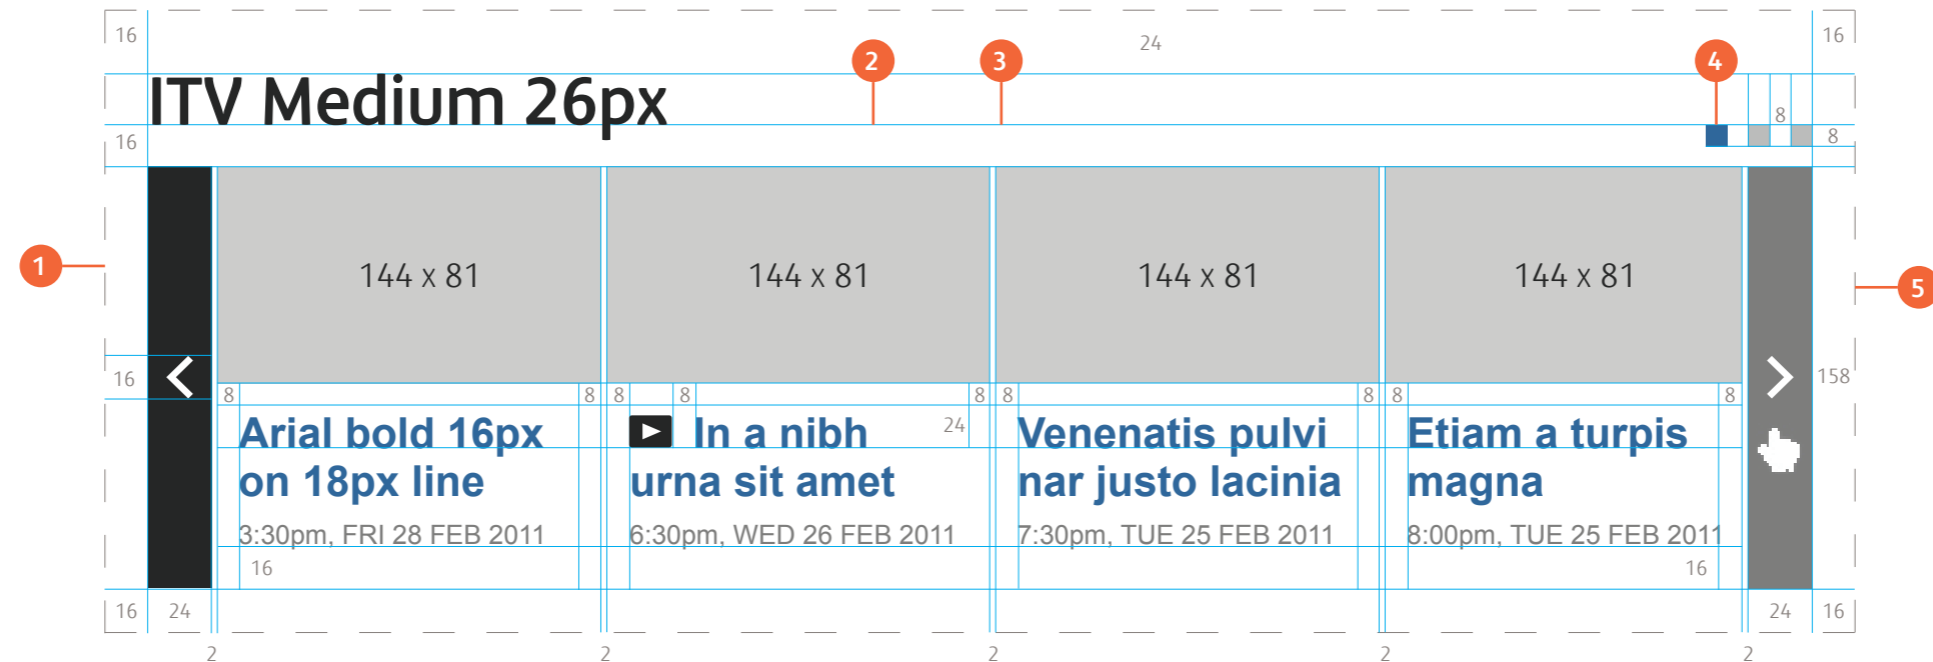 16 24 16
2 3 4
ITV Medium 26px
8
16 8
1 5
144 x 81 144 x 81 144 x 81 144 x 81
16 158
8 8 8 8 8 8 8 8 8
Arial bold 16px In a nibh 24 Venenatis pulvi Etiam a turpis
on 18px line urna sit amet nar justo lacinia magna
3:30pm, FRI 28 FEB 2011 6:30pm, WED 26 FEB 2011 7:30pm, TUE 25 FEB 2011 8:00pm, TUE 25 FEB 2011
16 16
16 24 24 16
2 2 2 2 2